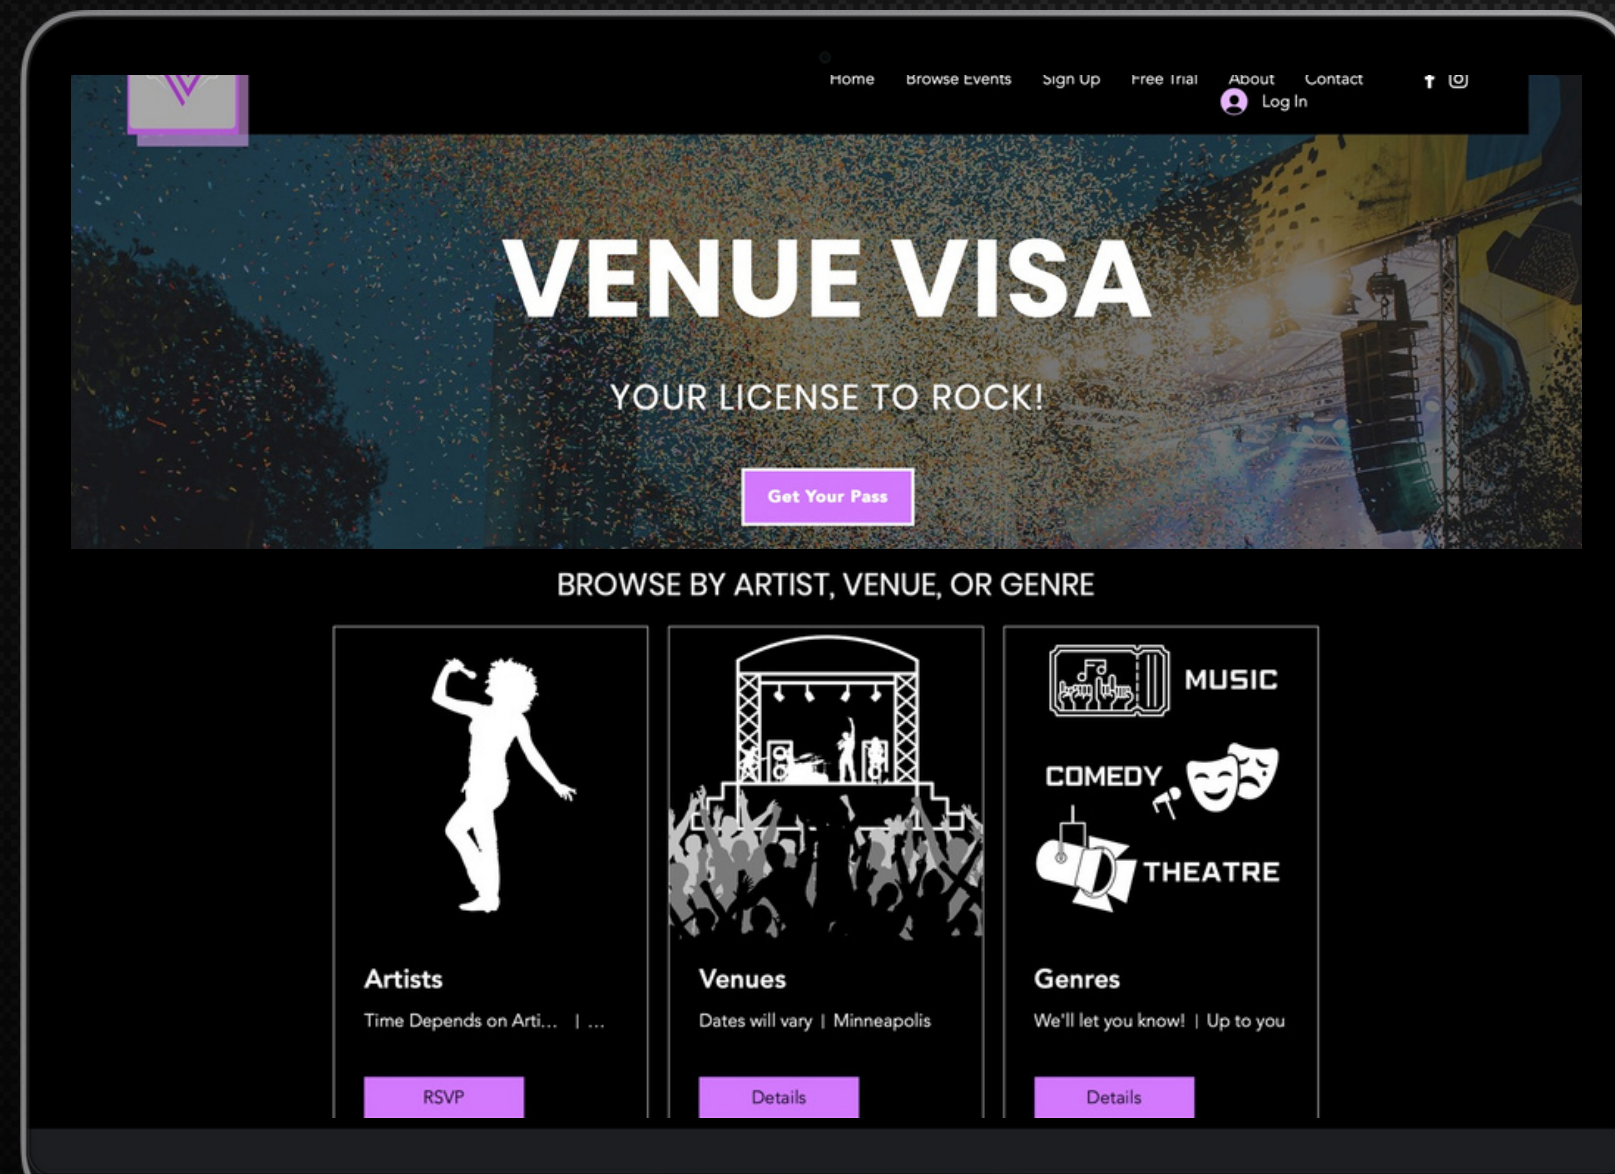 Home Browse Events Sign Up Free Trial About Contact
Log In
VENUE VISA
YOUR LICENSE TO ROCK!
Get Your Pass
BROWSE BY ARTIST, VENUE, OR GENRE
MUSIC
COMEDY
THEATRE
Artists
Time Depends on Arti... | ...
RSVP
Venues
Dates will vary | Minneapolis
Details
Genres
We'll let you know! | Up to you
Details